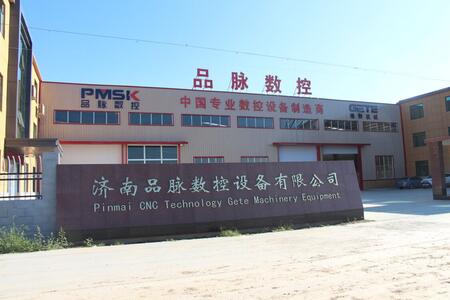 品脉数控
PMSK
品脉数控
中国专业数控设备制造商
GETE
济南品脉数控设备有限公司
Pinmai CNC Technology Gete Machinery Equipment